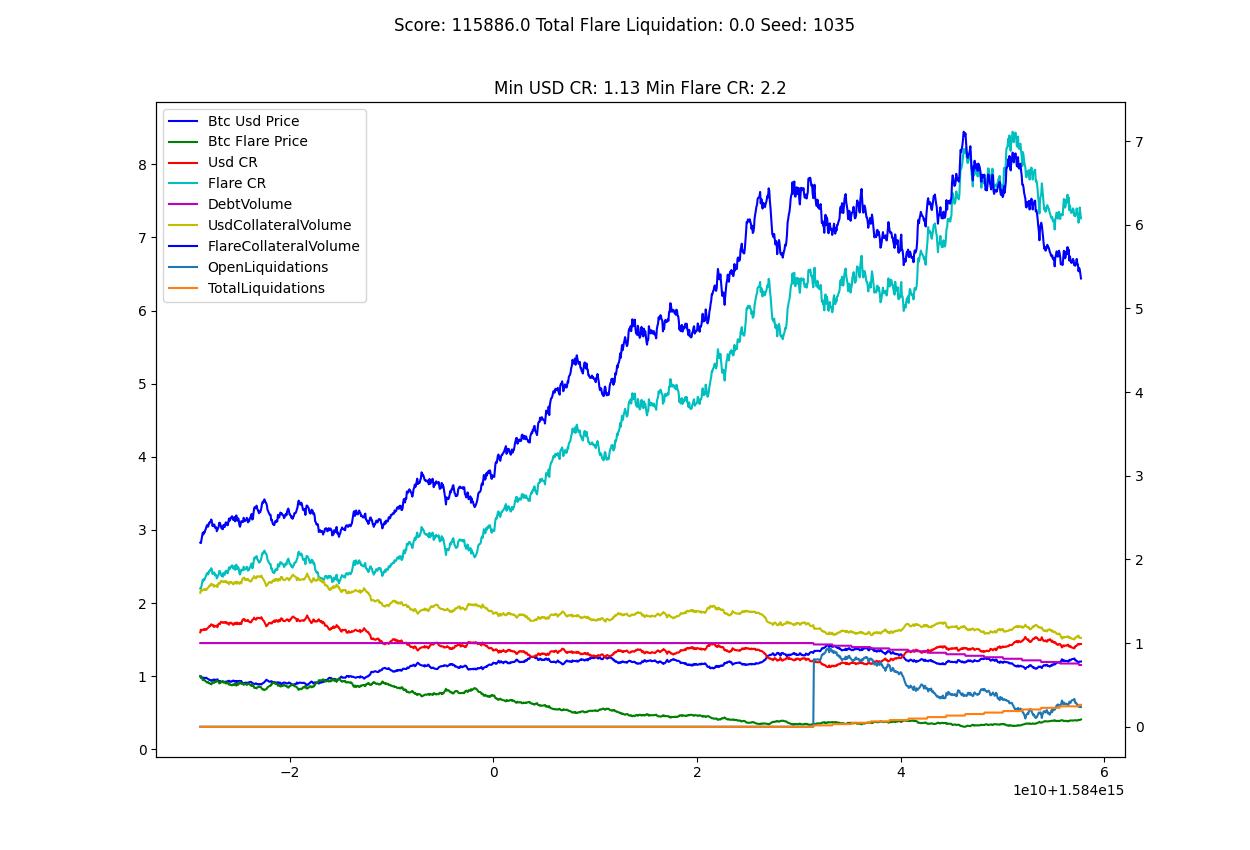 Score: 115886.0 Total Flare Liquidation: 0.0 Seed: 1035
Min USD CR: 1.13 Min Flare CR: 2.2
Btc Usd Price
Btc Flare Price
Usd CR
Flare CR
DebtVolume
UsdCollateralVolume
FlareCollateralVolume
OpenLiquidations
TotalLiquidations
8
7
6
5
4
3
2
1
0
7
6
5
4
3
2
1
0
−2
0
2
4
6
1e10+1.584e15